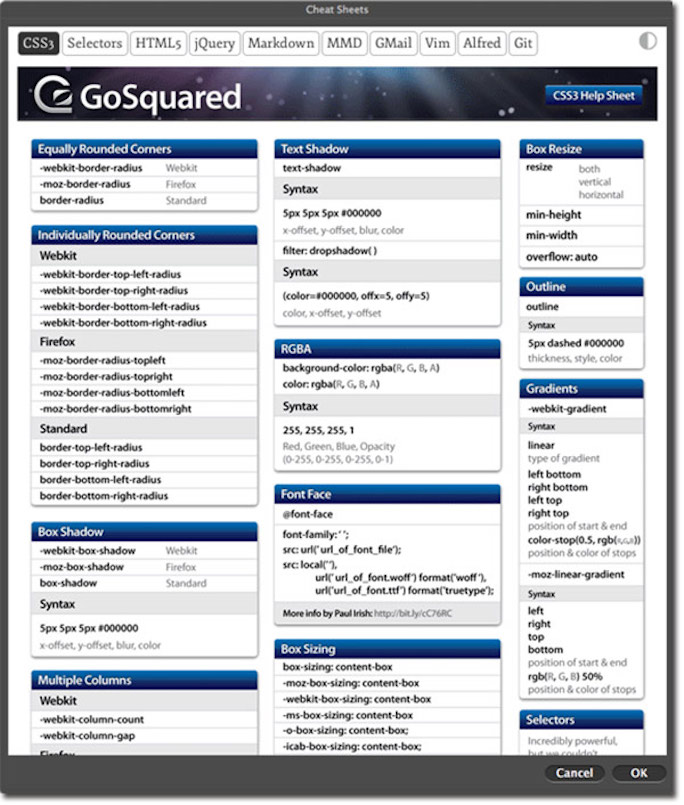 Cheat Sheets
CSS3 Selectors HTML5 jQuery Markdown MMD GMail Vim Alfred Git
GoSquared
CSS3 Help Sheet
Equally Rounded Corners
-webkit-border-radius Webkit
-moz-border-radius Firefox
border-radius Standard
Individually Rounded Corners
Webkit
-webkit-border-top-left-radius
-webkit-border-top-right-radius
-webkit-border-bottom-left-radius
-webkit-border-bottom-right-radius
Firefox
-moz-border-radius-topleft
-moz-border-radius-topright
-moz-border-radius-bottomleft
-moz-border-radius-bottomright
Standard
border-top-left-radius
border-top-right-radius
border-bottom-left-radius
border-bottom-right-radius
Box Shadow
-webkit-box-shadow Webkit
-moz-box-shadow Firefox
box-shadow Standard
Syntax
5px 5px 5px #000000
x-offset, y-offset, blur, color
Multiple Columns
Webkit
-webkit-column-count
-webkit-column-gap
Firefox
Text Shadow
text-shadow
Syntax
5px 5px 5px #000000
x-offset, y-offset, blur, color
filter: dropshadow( )
Syntax
(color=#000000, offx=5, offy=5)
color, x-offset, y-offset
RGBA
background-color: rgba(R, G, B, A)
color: rgba(R, G, B, A)
Syntax
255, 255, 255, 1
Red, Green, Blue, Opacity
(0-255, 0-255, 0-255, 0-1)
Font Face
@font-face
font-family: ' ';
src: url(' url_of_font_file');
src: local(' '),
url(' url_of_font.woff') format('woff '),
url('url_of_font.ttf') format('truetype');
More info by Paul Irish: http://bit.ly/cC76RC
Box Sizing
box-sizing: content-box
-moz-box-sizing: content-box
-webkit-box-sizing: content-box
-ms-box-sizing: content-box
-o-box-sizing: content-box;
-icab-box-sizing: content-box;
Box Resize
resize both
vertical
horizontal
min-height
min-width
overflow: auto
Outline
outline
Syntax
5px dashed #000000
thickness, style, color
Gradients
-webkit-gradient
Syntax
linear
type of gradient
left bottom
right bottom
left top
right top
position of start & end
color-stop(0.5, rgb(R,G,B))
position & color of stops
-moz-linear-gradient
Syntax
left
right
top
bottom
position of start & end
rgb(R, G, B) 50%
position & color of stops
Selectors
Incredibly powerful,
but we couldn't
Cancel OK